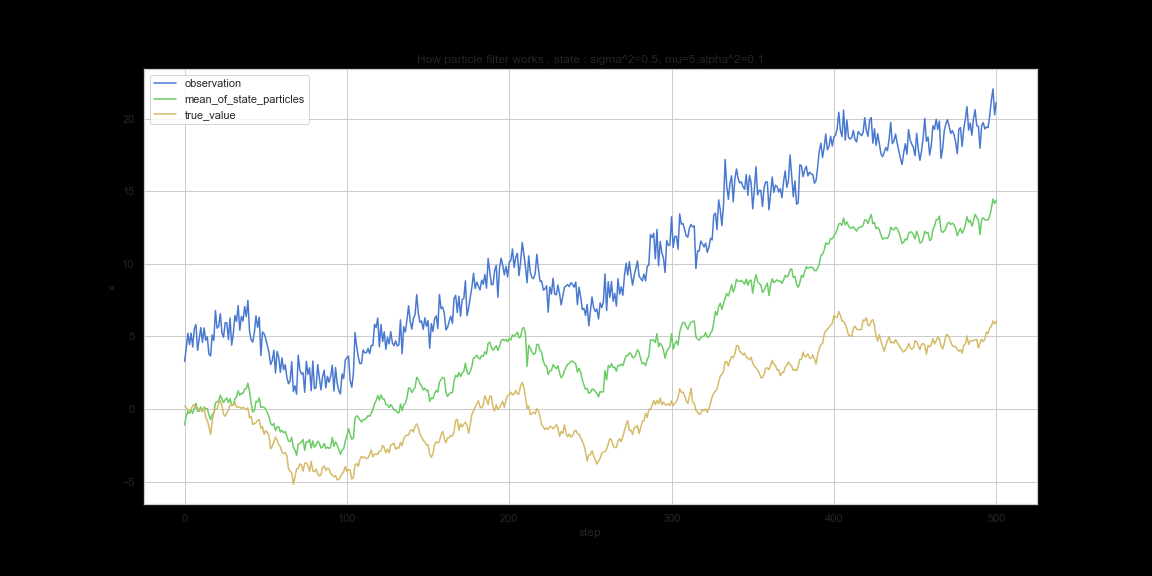 How particle filter works , state : sigma^2=0.5, mu=5,alpha^2=0.1
observation
mean_of_state_particles
true_value
20
15
10
5
0
−5
x
0 100 200 300 400 500
step